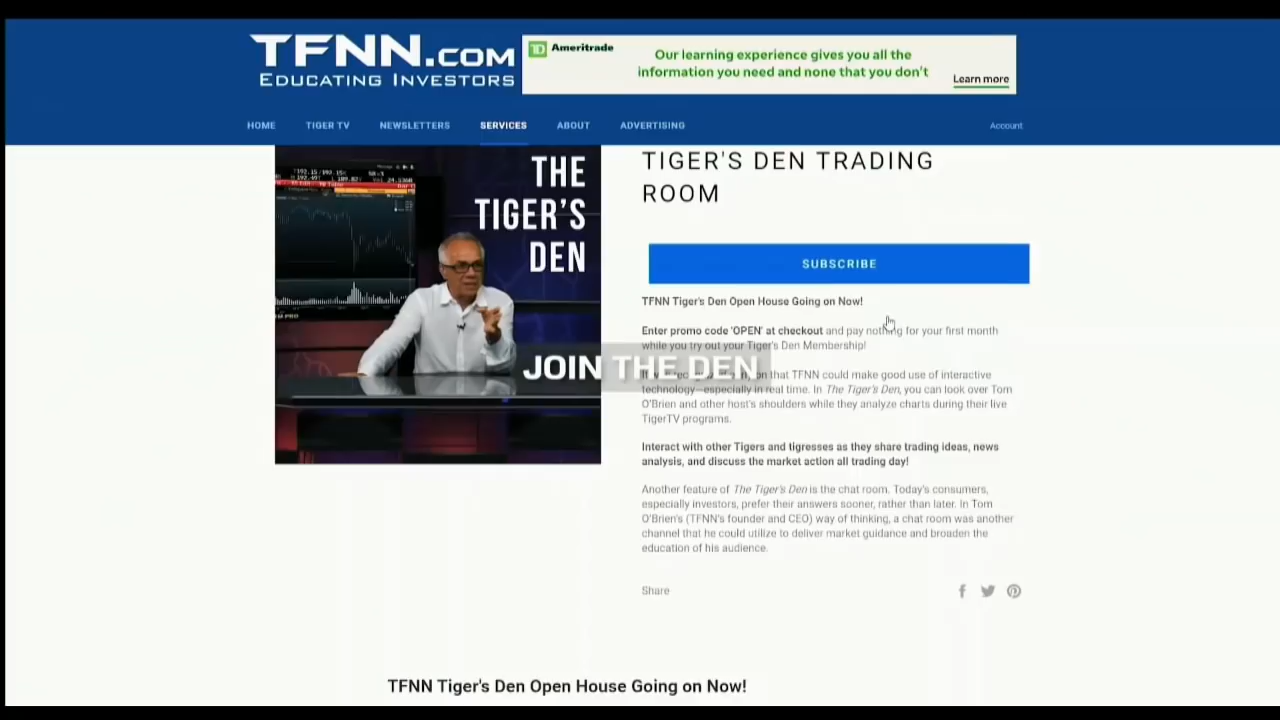 TFNN.COM
EDUCATING INVESTORS
TD Ameritrade
Our learning experience gives you all the
information you need and none that you don't
Learn more
HOME TIGER TV NEWSLETTERS SERVICES ABOUT ADVERTISING Account
THE
TIGER'S
DEN
TIGER'S DEN TRADING
ROOM
SUBSCRIBE
TFNN Tiger's Den Open House Going on Now!
Enter promo code 'OPEN' at checkout and pay nothing for your first month
while you try out your Tiger's Den Membership!
JOIN THE DEN
that TFNN could make good use of interactive
technology—especially in real time. In The Tiger's Den, you can look over Tom
O'Brien and other host's shoulders while they analyze charts during their live
TigerTV programs.
Interact with other Tigers and tigresses as they share trading ideas, news
analysis, and discuss the market action all trading day!
Another feature of The Tiger's Den is the chat room. Today's consumers,
especially investors, prefer their answers sooner, rather than later. In Tom
O'Brien's (TFNN's founder and CEO) way of thinking, a chat room was another
channel that he could utilize to deliver market guidance and broaden the
education of his audience.
Share
TFNN Tiger's Den Open House Going on Now!